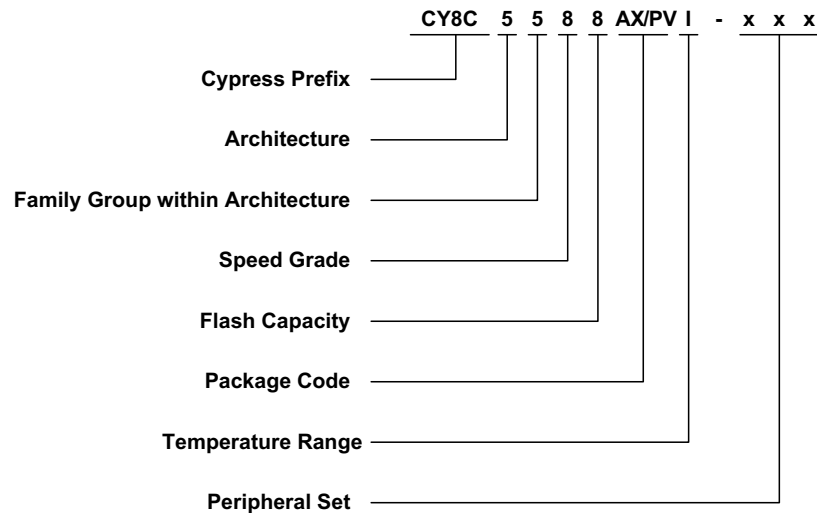 CY8C 5 5 8 8 AX/PV I - x x x
Cypress Prefix
Architecture
Family Group within Architecture
Speed Grade
Flash Capacity
Package Code
Temperature Range
Peripheral Set